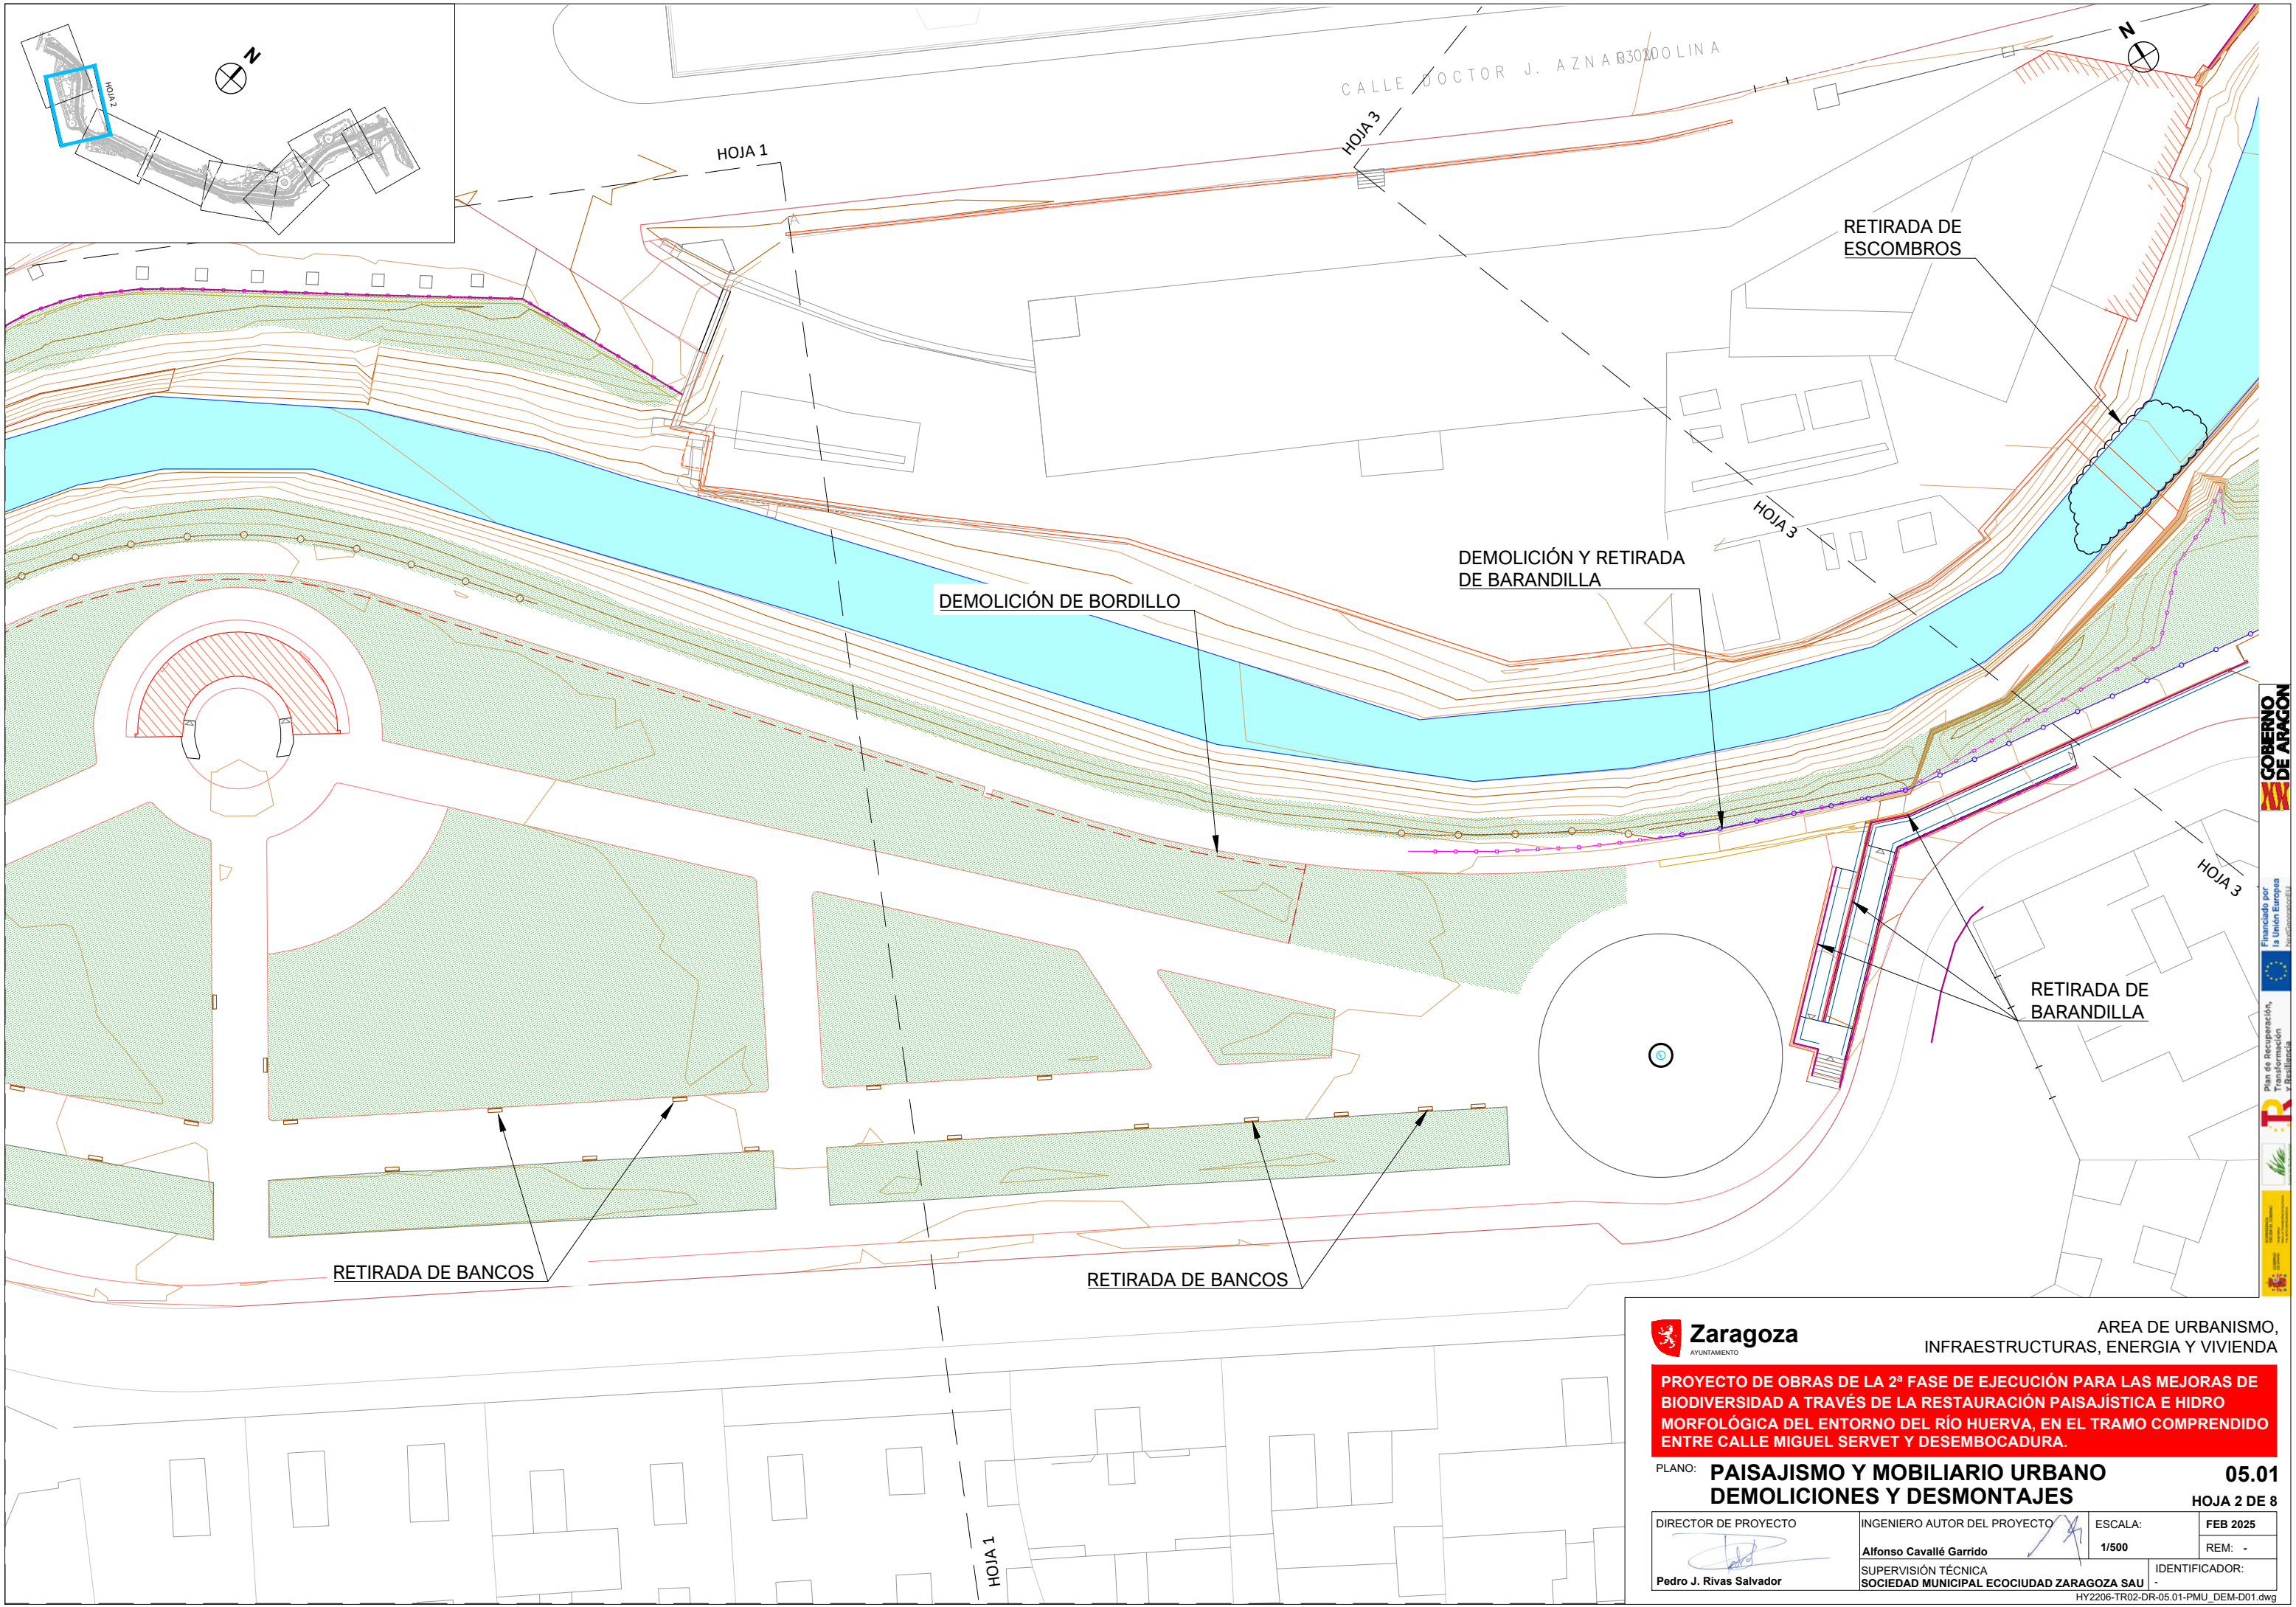 N
HOJA 2
CALLE DOCTOR J. AZNAR MOLINA
N
HOJA 1
HOJA 3
RETIRADA DE
ESCOMBROS
A
HOJA 3
DEMOLICIÓN Y RETIRADA
DE BARANDILLA
DEMOLICIÓN DE BORDILLO
HOJA 3
RETIRADA DE
BARANDILLA
RETIRADA DE BANCOS
RETIRADA DE BANCOS
HOJA 1
GOBIERNO
DE ARAGON
Financiado por
la Unión Europea
NextGenerationEU
Plan de Recuperación,
Transformación
y Resiliencia
Zaragoza
AYUNTAMIENTO
AREA DE URBANISMO,
INFRAESTRUCTURAS, ENERGIA Y VIVIENDA
PROYECTO DE OBRAS DE LA 2ª FASE DE EJECUCIÓN PARA LAS MEJORAS DE
BIODIVERSIDAD A TRAVÉS DE LA RESTAURACIÓN PAISAJÍSTICA E HIDRO
MORFOLÓGICA DEL ENTORNO DEL RÍO HUERVA, EN EL TRAMO COMPRENDIDO
ENTRE CALLE MIGUEL SERVET Y DESEMBOCADURA.
PLANO: PAISAJISMO Y MOBILIARIO URBANO
DEMOLICIONES Y DESMONTAJES
05.01
HOJA 2 DE 8
DIRECTOR DE PROYECTO
Pedro J. Rivas Salvador
INGENIERO AUTOR DEL PROYECTO
Alfonso Cavallé Garrido
ESCALA:
1/500
FEB 2025
REM: -
SUPERVISIÓN TÉCNICA
SOCIEDAD MUNICIPAL ECOCIUDAD ZARAGOZA SAU
IDENTIFICADOR:
-
HY2206-TR02-DR-05.01-PMU_DEM-D01.dwg